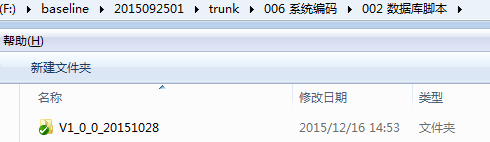 (F:) ▸ baseline ▸ 2015092501 ▸ trunk ▸ 006 系统编码 ▸ 002 数据库脚本 ▸
帮助(H)
新建文件夹
名称 修改日期 类型
V1_0_0_20151028 2015/12/16 14:53 文件夹